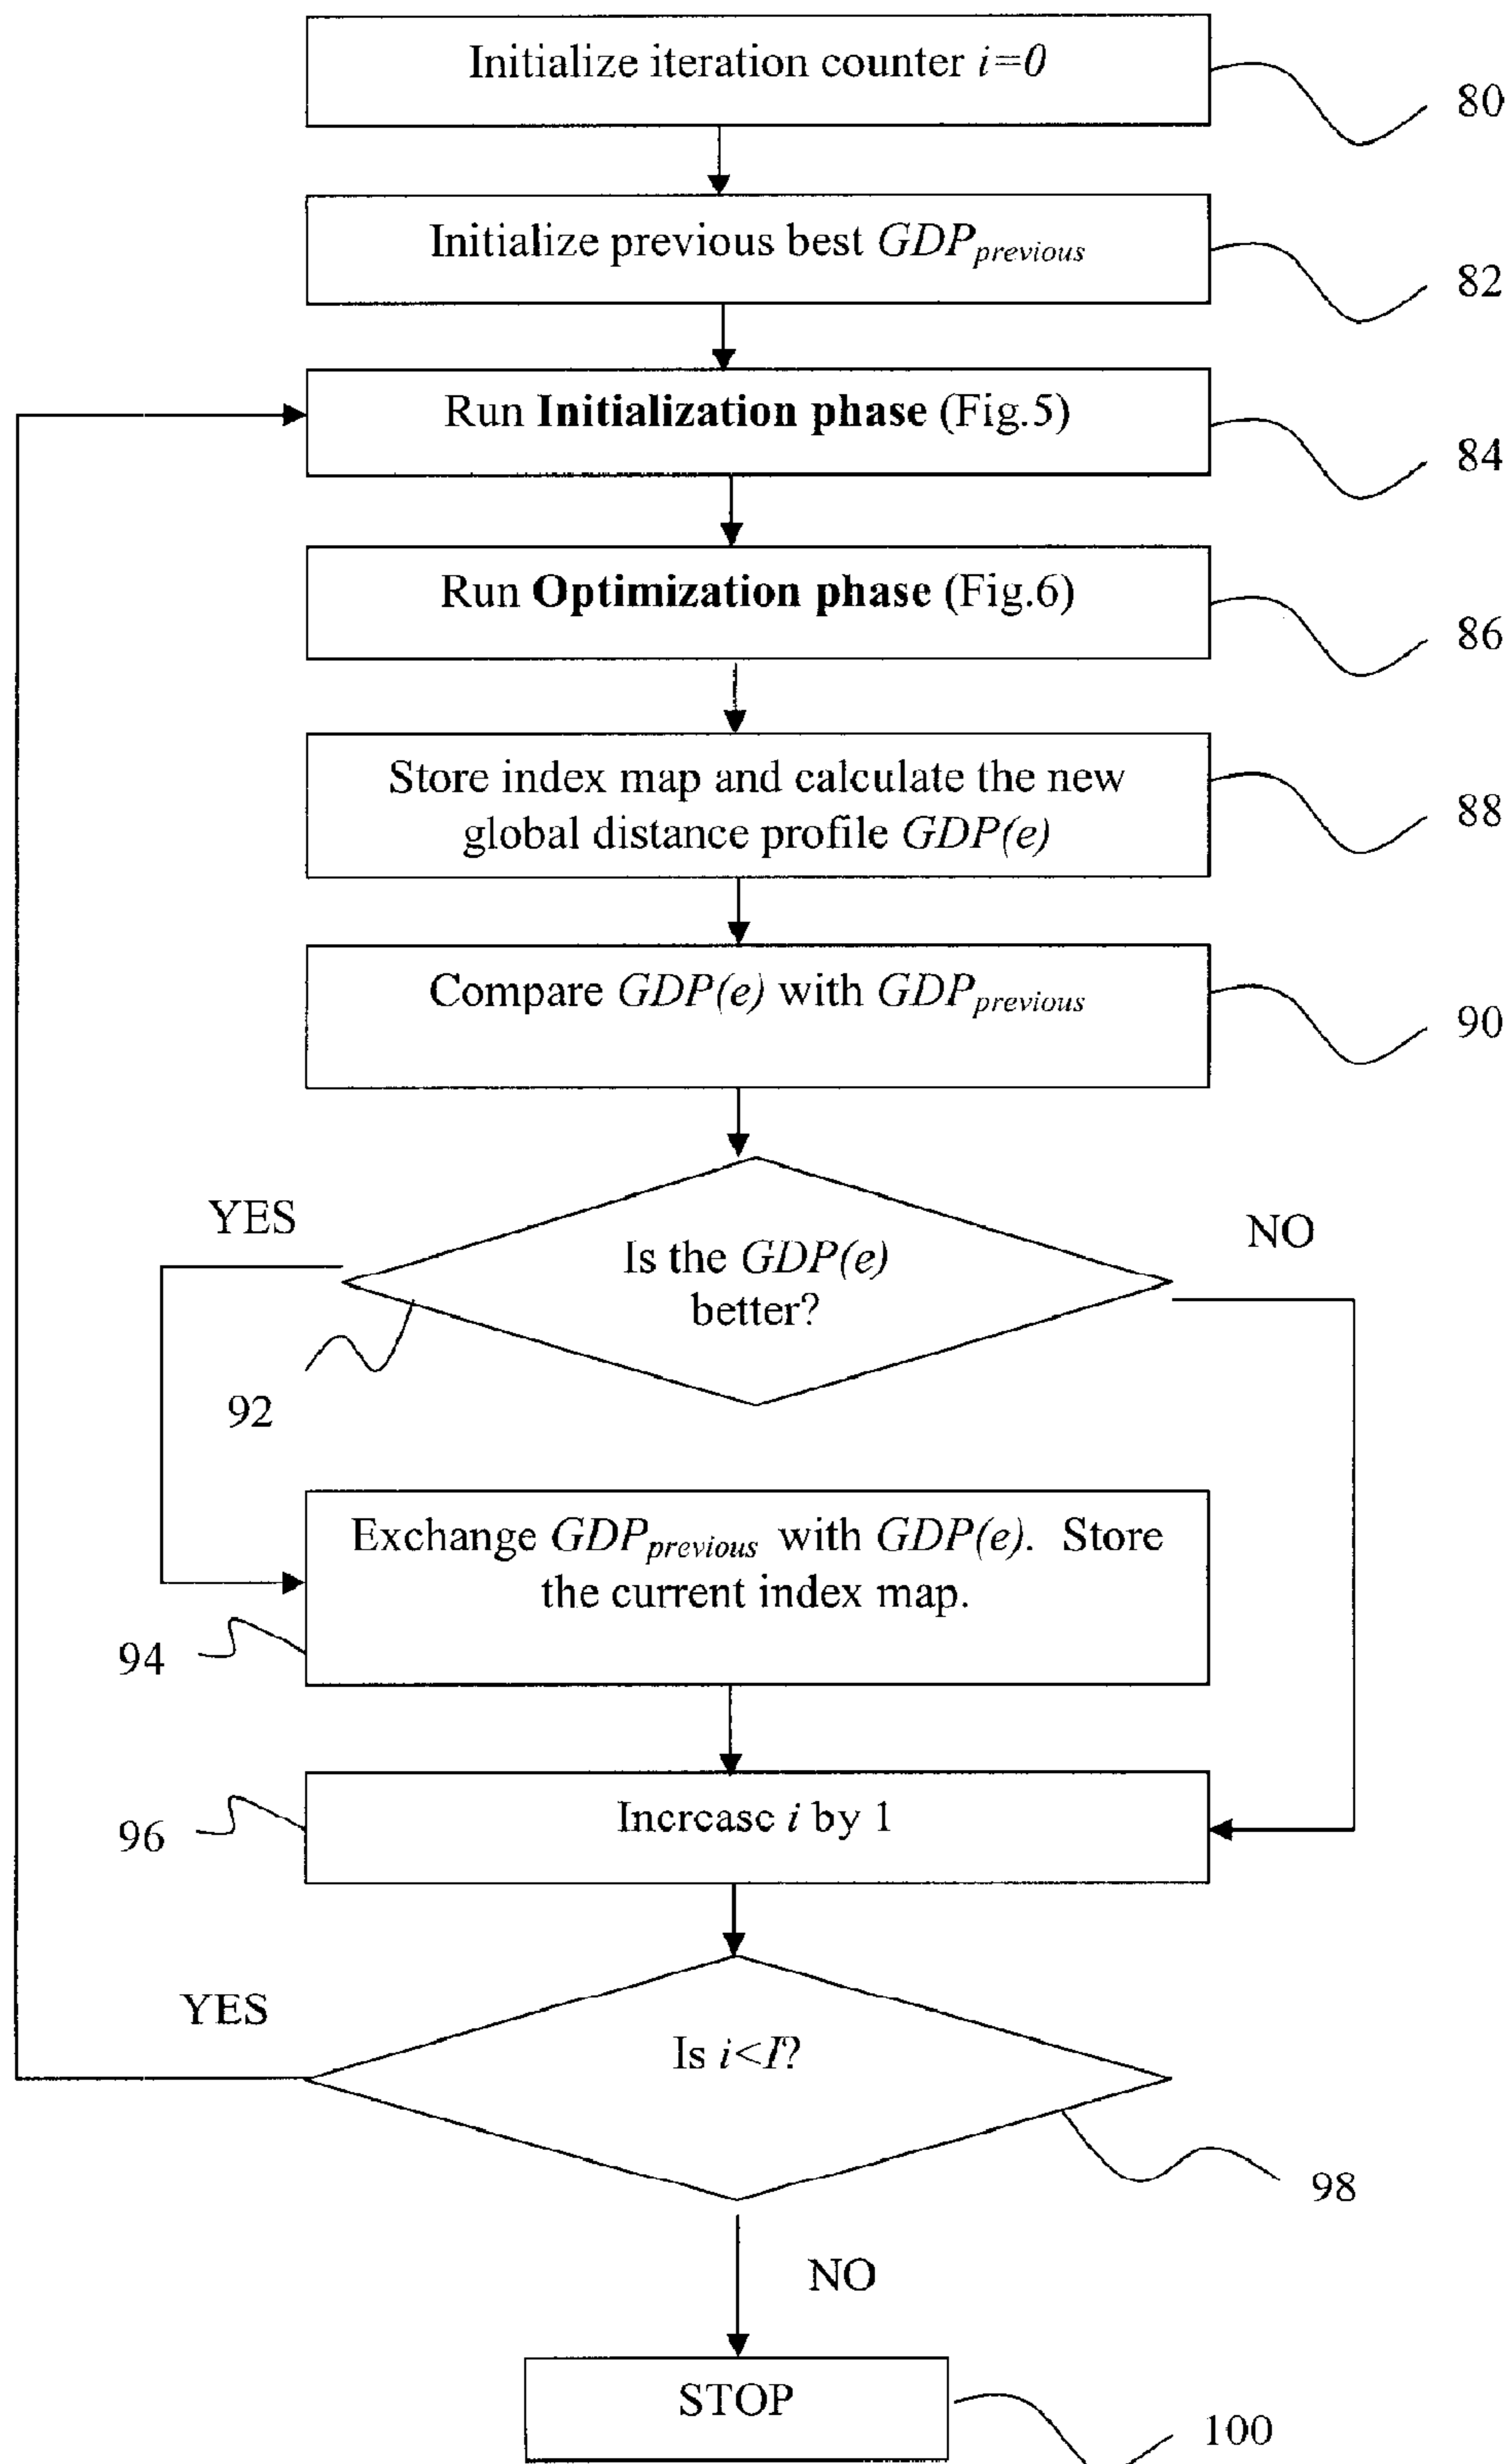 Initialize iteration counter i=0
80
Initialize previous best GDPprevious
82
Run Initialization phase (Fig.5)
84
Run Optimization phase (Fig.6)
86
Store index map and calculate the new
global distance profile GDP(e)
88
Compare GDP(e) with GDPprevious
90
YES
NO
Is the GDP(e)
better?
92
Exchange GDPprevious with GDP(e). Store
the current index map.
94
Increase i by 1
96
YES
Is i<I?
98
NO
STOP
100